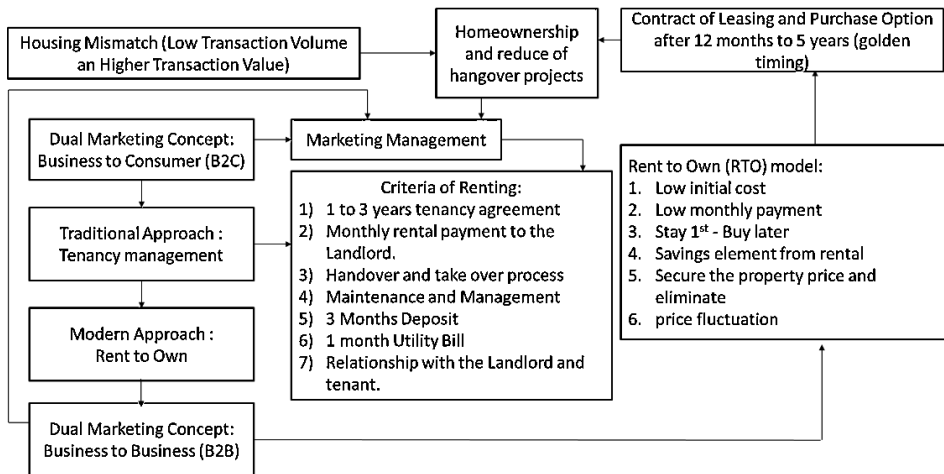 Housing Mismatch (Low Transaction Volume
an Higher Transaction Value)
Homeownership
and reduce of
hangover projects
Contract of Leasing and Purchase Option
after 12 months to 5 years (golden
timing)
Dual Marketing Concept:
Business to Consumer (B2C)
Marketing Management
Traditional Approach :
Tenancy management
Modern Approach :
Rent to Own
Dual Marketing Concept:
Business to Business (B2B)
Criteria of Renting:
1) 1 to 3 years tenancy agreement
2) Monthly rental payment to the
Landlord.
3) Handover and take over process
4) Maintenance and Management
5) 3 Months Deposit
6) 1 month Utility Bill
7) Relationship with the Landlord and
tenant.
Rent to Own (RTO) model:
1. Low initial cost
2. Low monthly payment
3. Stay 1st - Buy later
4. Savings element from rental
5. Secure the property price and
eliminate
6. price fluctuation